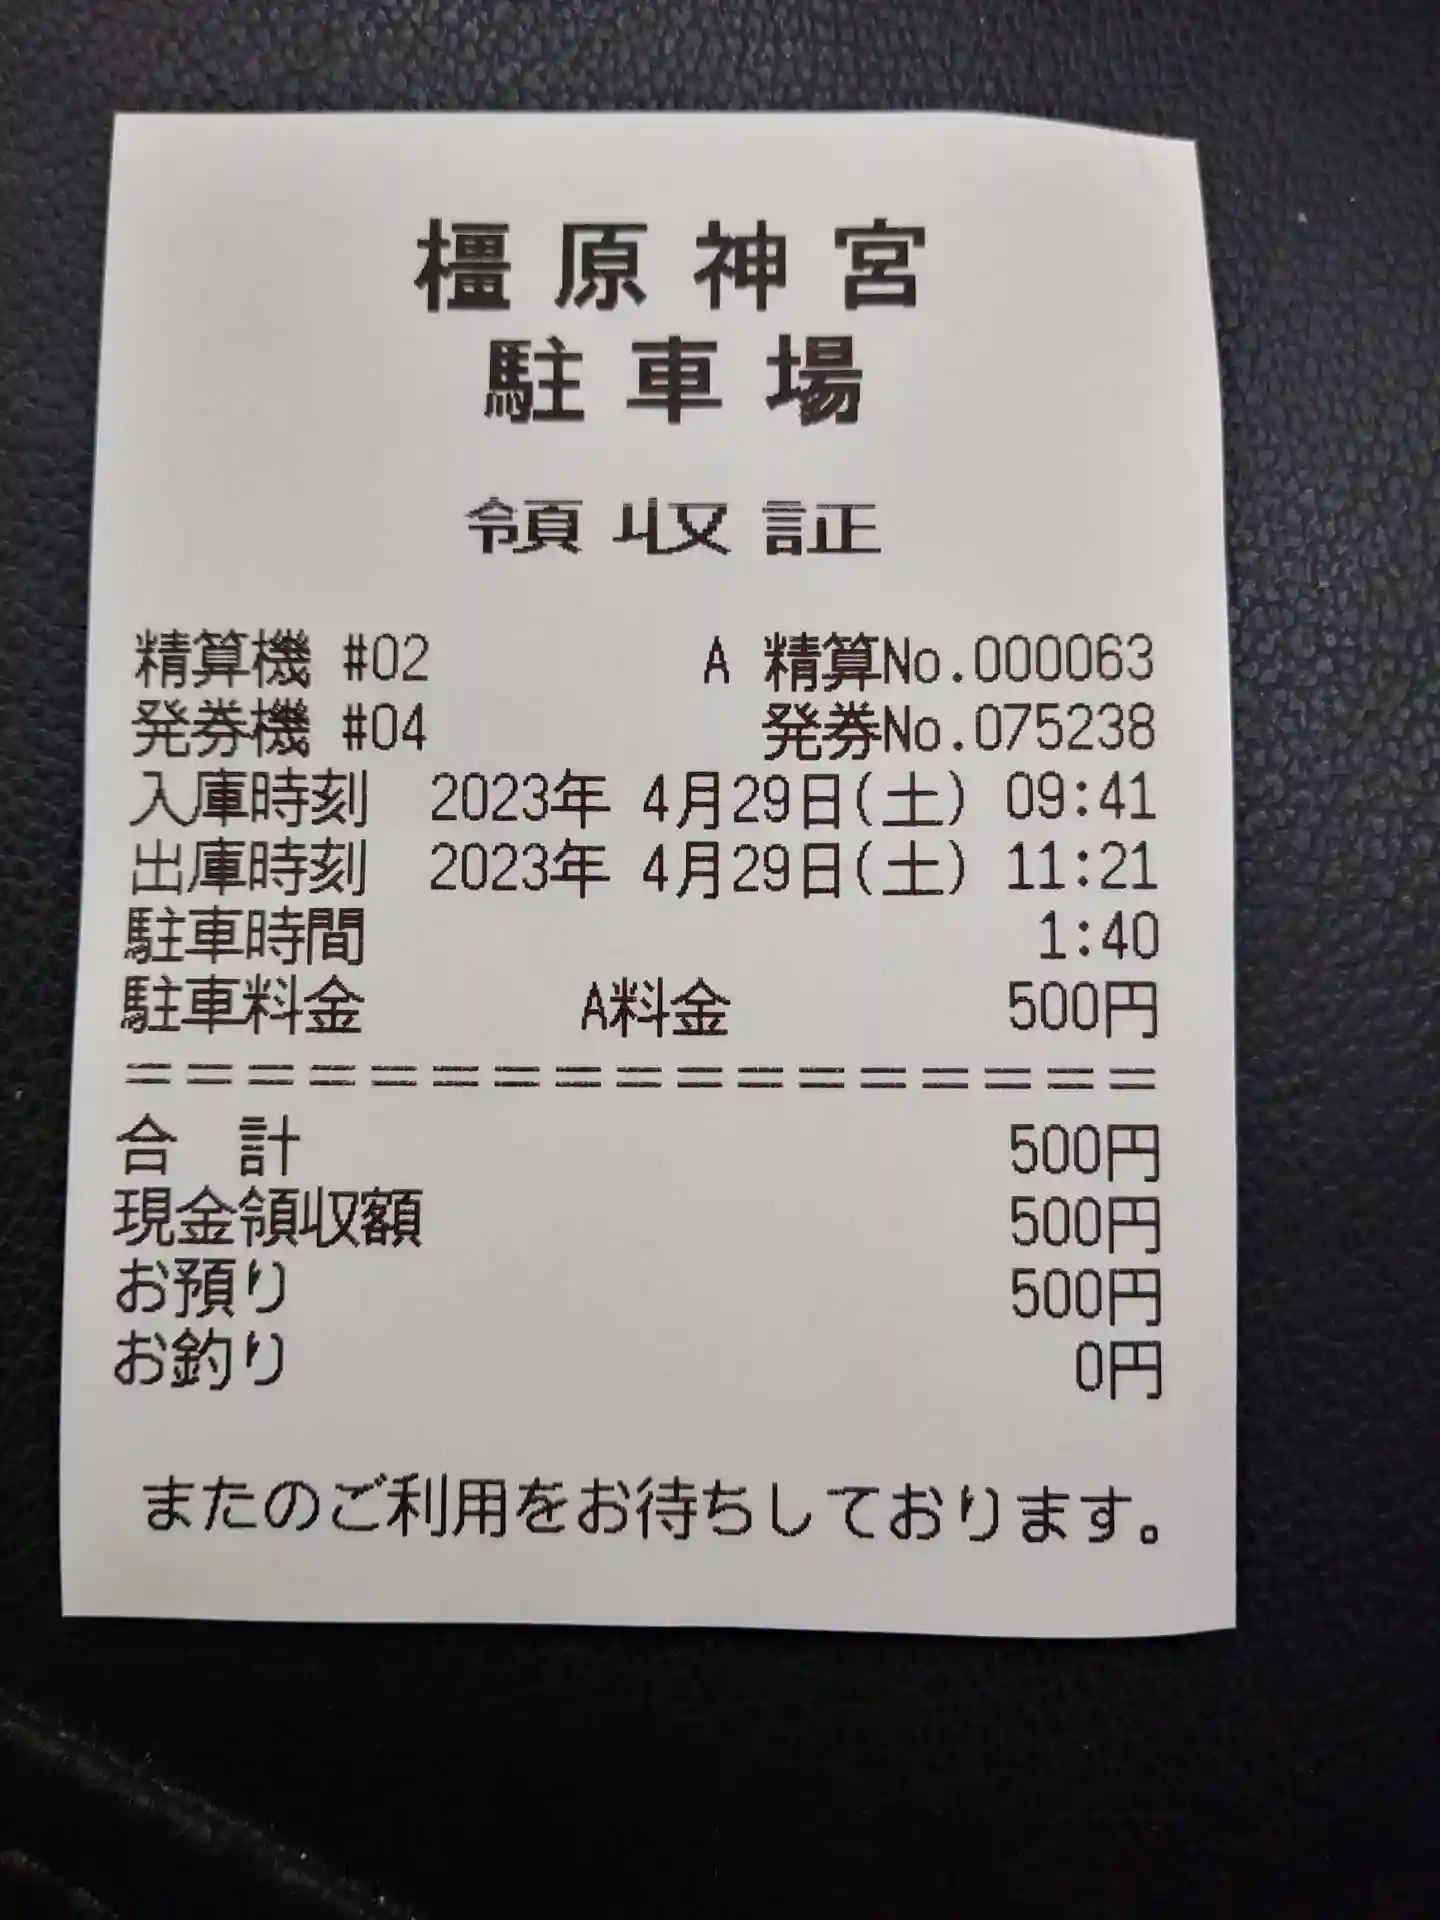 橿原神宮
駐車場
領収証
精算機 #02 A 精算No.000063
発券機 #04 発券No.075238
入庫時刻 2023年 4月29日(土) 09:41
出庫時刻 2023年 4月29日(土) 11:21
駐車時間 1:40
駐車料金 A料金 500円
=================
合 計 500円
現金領収額 500円
お預り 500円
お釣り 0円
またのご利用をお待ちしております。